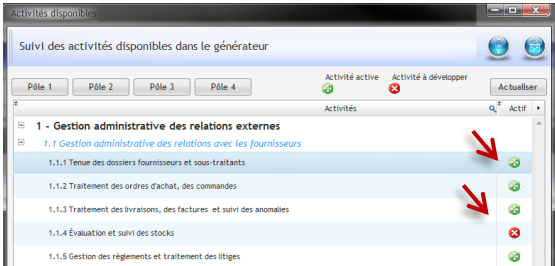 Activités disponibles
Suivi des activités disponibles dans le générateur
Pôle 1 Pôle 2 Pôle 3 Pôle 4 Activité active Activité à développer Actualiser
Activités Actif
1 - Gestion administrative des relations externes
1.1 Gestion administrative des relations avec les fournisseurs
1.1.1 Tenue des dossiers fournisseurs et sous-traitants
1.1.2 Traitement des ordres d'achat, des commandes
1.1.3 Traitement des livraisons, des factures et suivi des anomalies
1.1.4 Évaluation et suivi des stocks
1.1.5 Gestion des règlements et traitement des litiges